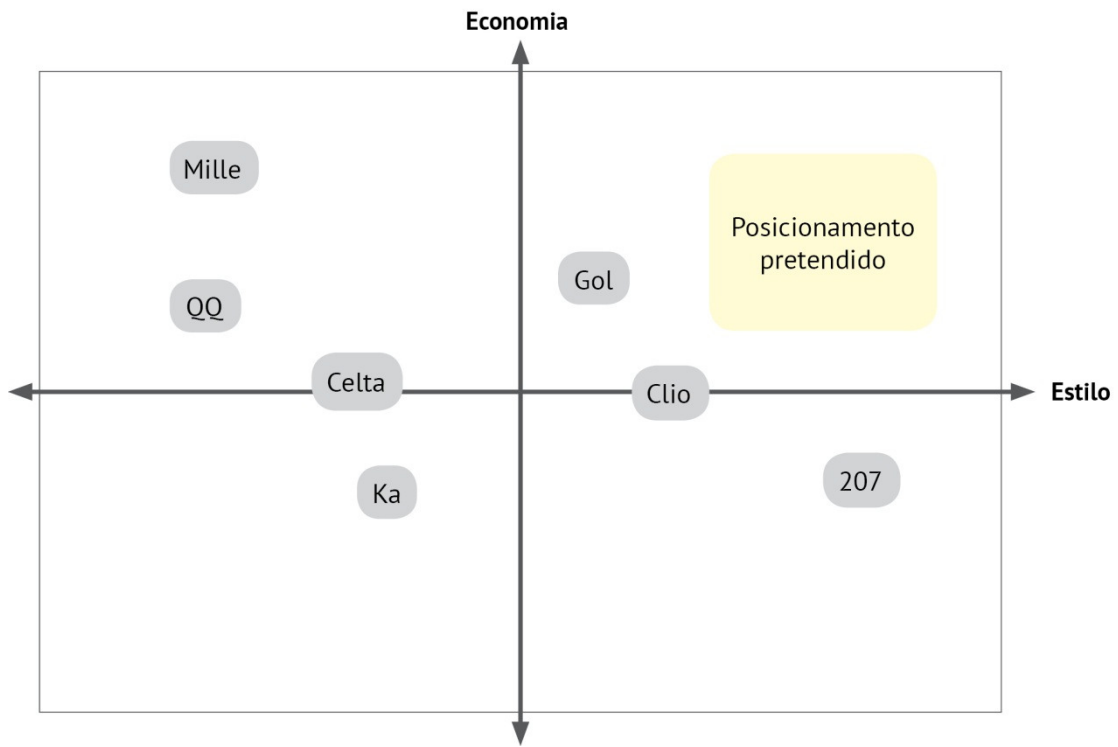 Economia
Mille
Posicionamento
pretendido
Gol
QQ
Celta
Clio
Estilo
Ka
207